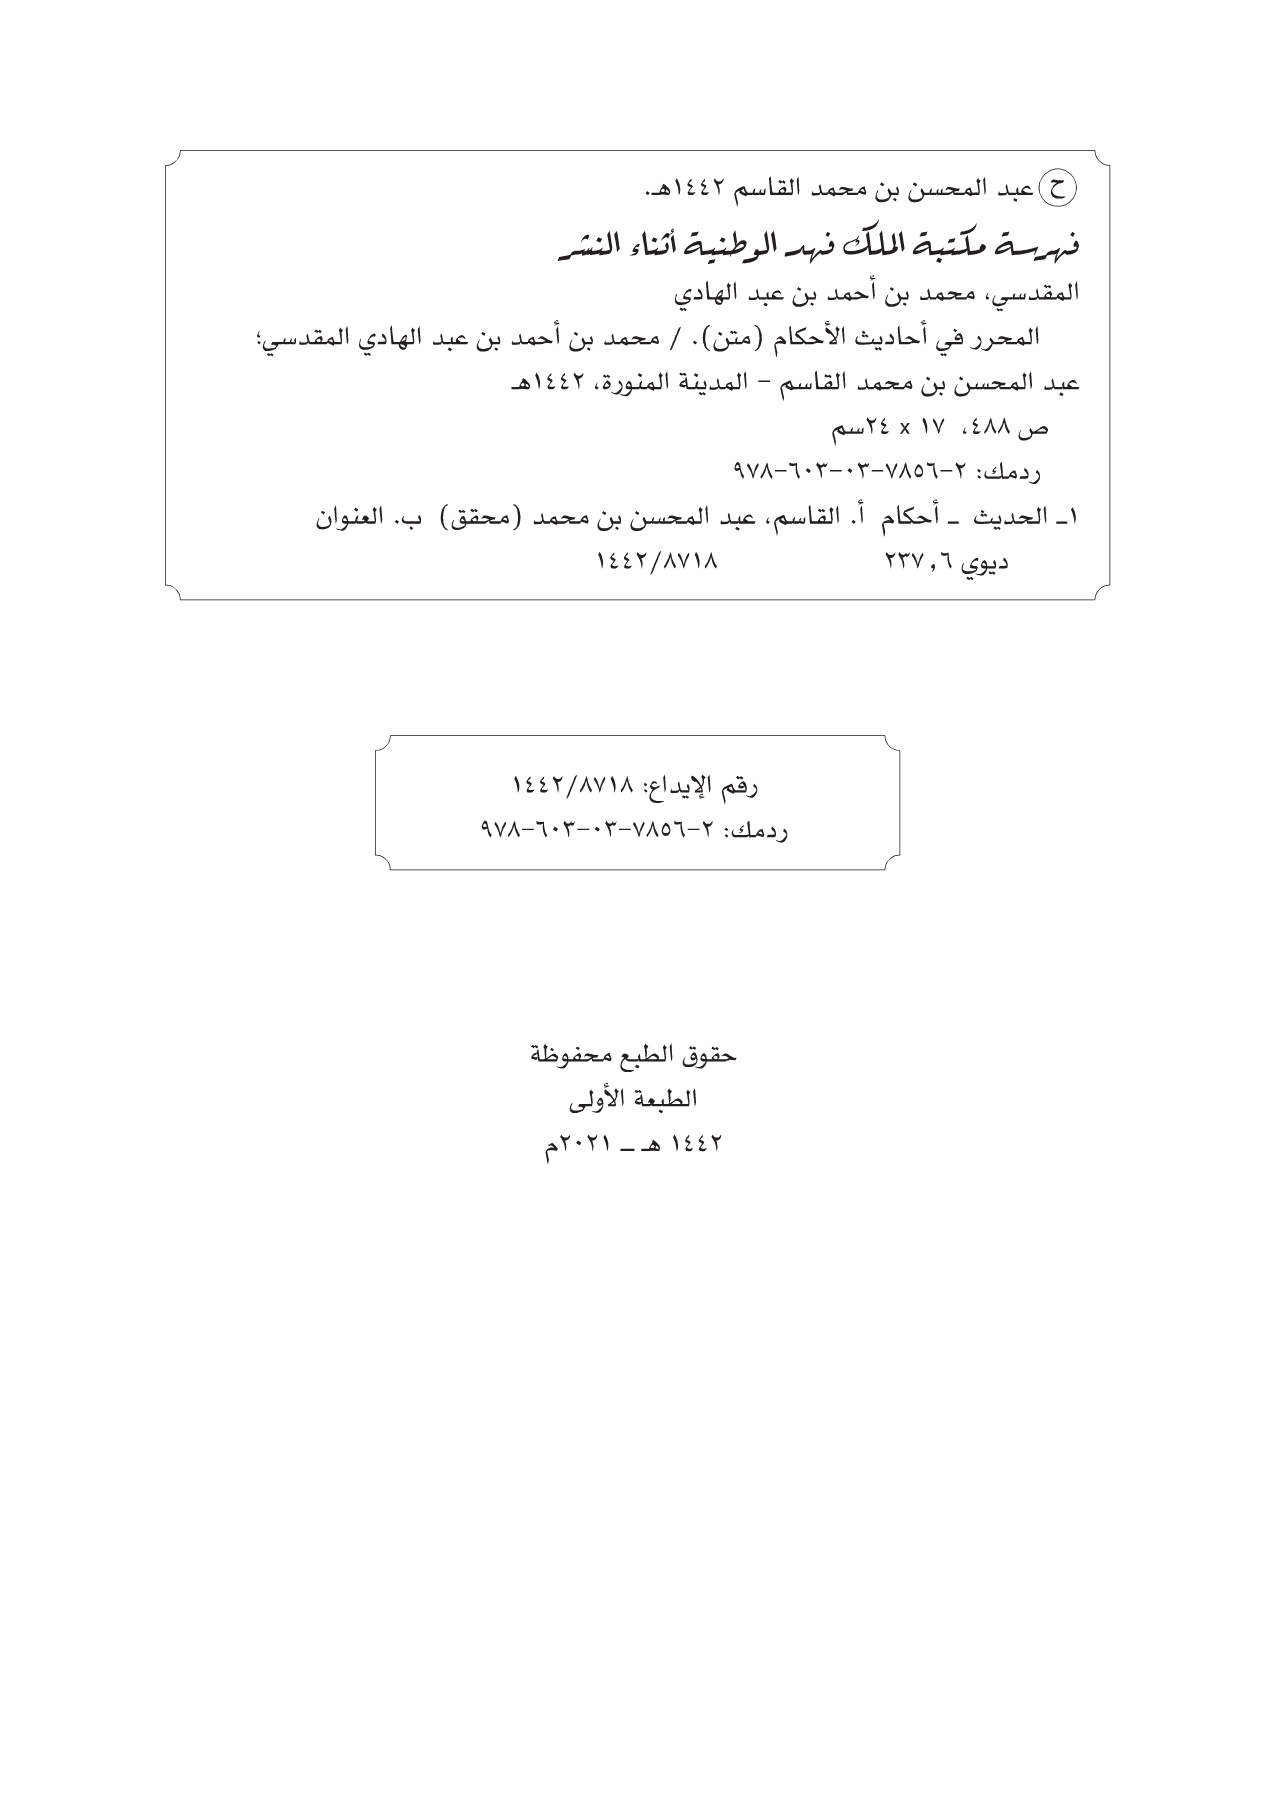 ح عبد المحسن بن محمد القاسم ١٤٤٢هـ.
فهرسة مكتبة الملك فهد الوطنية أثناء النشر
المقدسي، محمد بن أحمد بن عبد الهادي
المحرر في أحاديث الأحكام (متن). / محمد بن أحمد بن عبد الهادي المقدسي؛
عبد المحسن بن محمد القاسم – المدينة المنورة، ١٤٤٢هـ
ص ٤٨٨، ١٧ x ٢٤سم
ردمك: ٢–٧٨٥٦–٠٣–٦٠٣–٩٧٨
١ـ الحديث ـ أحكام أ. القاسم، عبد المحسن بن محمد (محقق) ب. العنوان
ديوي ٢٣٧,٦ ١٤٤٢/٨٧١٨
رقم الإيداع: ١٤٤٢/٨٧١٨
ردمك: ٢–٧٨٥٦–٠٣–٦٠٣–٩٧٨
حقوق الطبع محفوظة
الطبعة الأولى
١٤٤٢ هـ ـ ٢٠٢١م